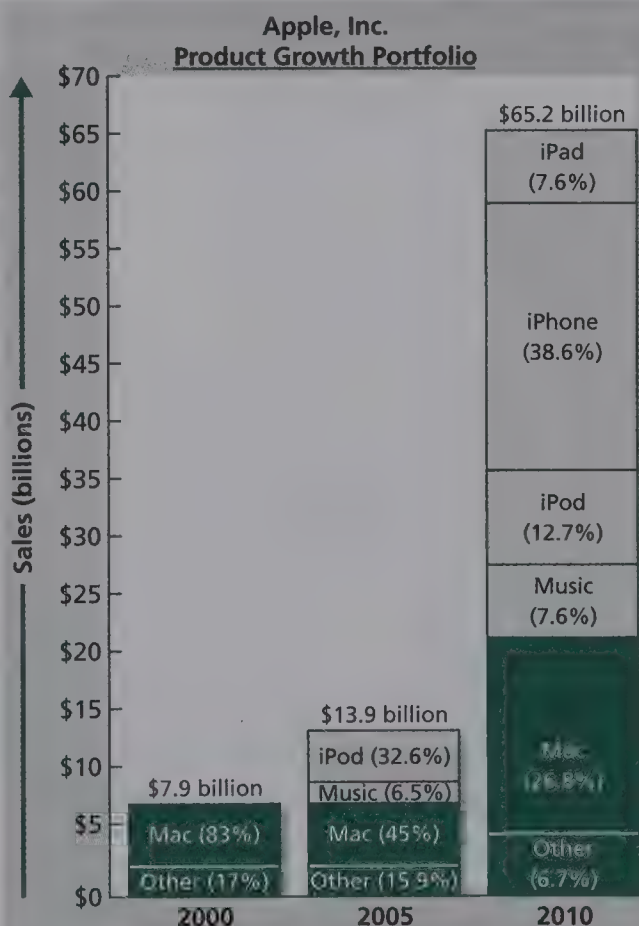 Apple, Inc.
Product Growth Portfolio
Sales (billions)
$70
$65
$60
$55
$50
$45
$40
$35
$30
$25
$20
$15
$10
$5
$0
$7.9 billion
Mac (83%)
Other (17%)
2000
$13.9 billion
iPod (32.6%)
Music (6.5%)
Mac (45%)
Other (15.9%)
2005
$65.2 billion
iPad
(7.6%)
iPhone
(38.6%)
iPod
(12.7%)
Music
(7.6%)
Mac
(26.8%)
Other
(6.7%)
2010